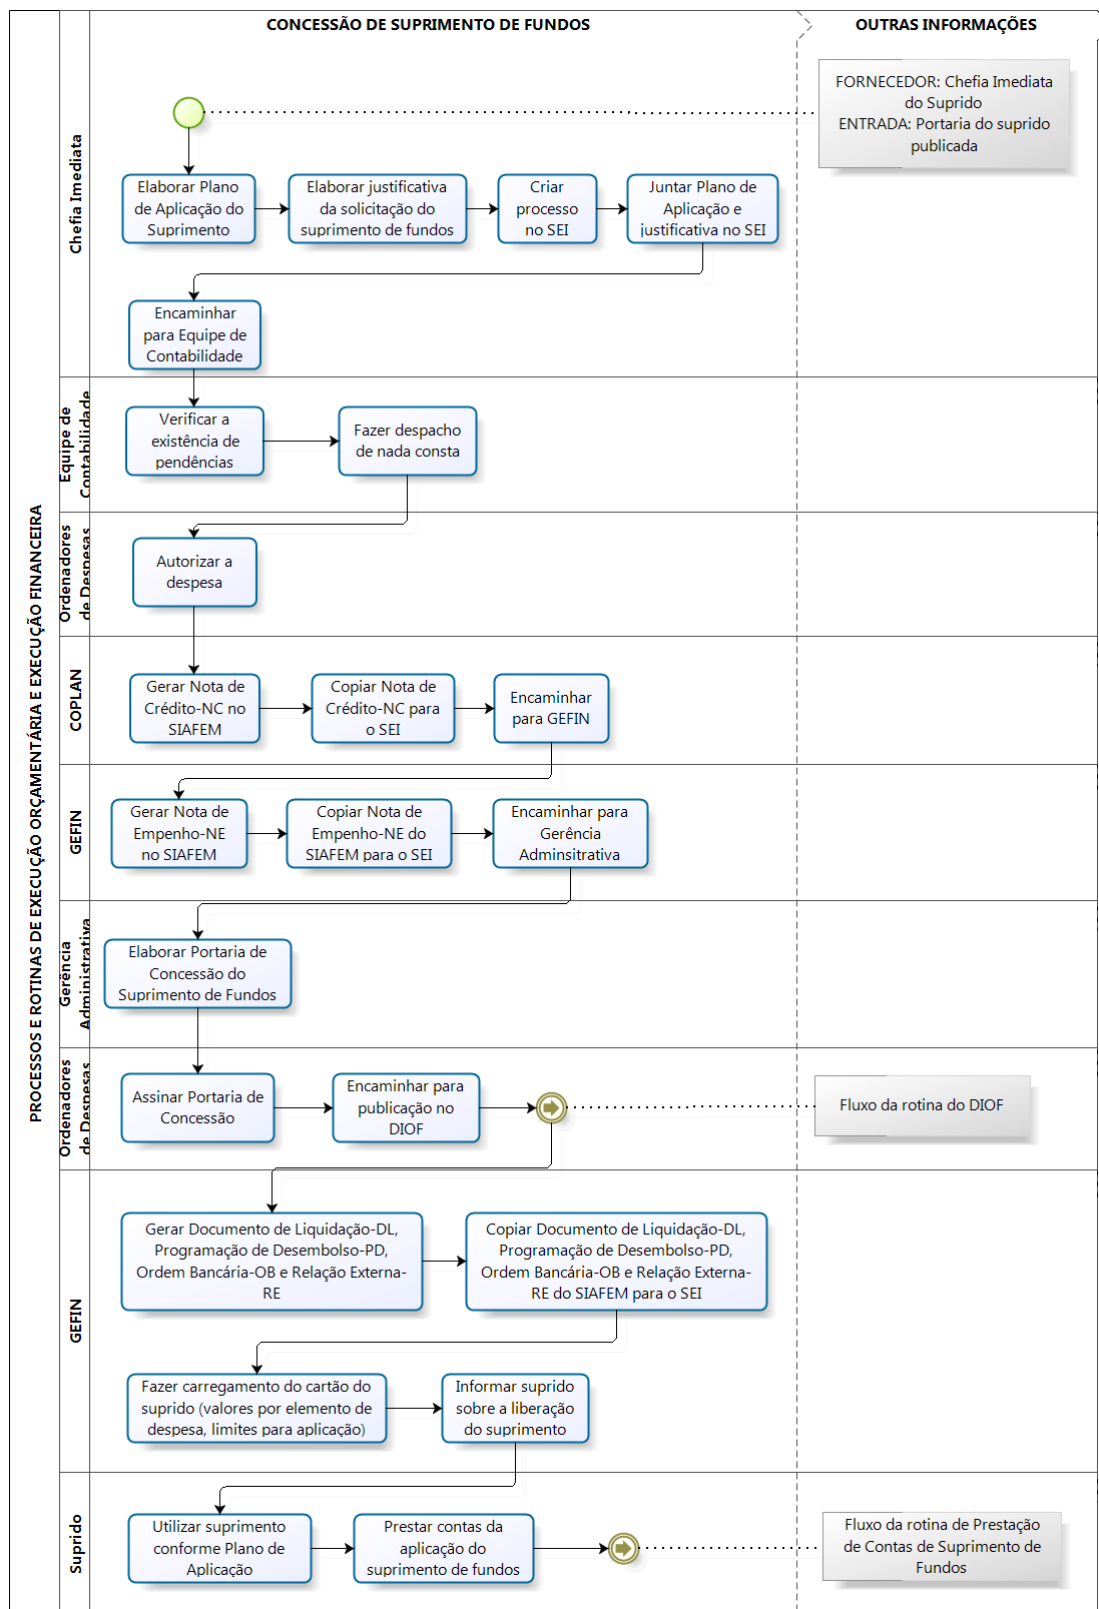 CONCESSÃO DE SUPRIMENTO DE FUNDOS
OUTRAS INFORMAÇÕES
PROCESSOS E ROTINAS DE EXECUÇÃO ORÇAMENTÁRIA E EXECUÇÃO FINANCEIRA
Chefia Imediata
FORNECEDOR: Chefia Imediata
do Suprido
ENTRADA: Portaria do suprido
publicada
Elaborar Plano
de Aplicação do
Suprimento
Elaborar justificativa
da solicitação do
suprimento de fundos
Criar
processo
no SEI
Juntar Plano de
Aplicação e
justificativa no SEI
Encaminhar
para Equipe de
Contabilidade
Equipe de
Contabilidade
Verificar a
existência de
pendências
Fazer despacho
de nada consta
Ordenadores
de Despesas
Autorizar a
despesa
COPLAN
Gerar Nota de
Crédito-NC no
SIAFEM
Copiar Nota de
Crédito-NC para
o SEI
Encaminhar
para GEFIN
GEFIN
Gerar Nota de
Empenho-NE
no SIAFEM
Copiar Nota de
Empenho-NE do
SIAFEM para o SEI
Encaminhar para
Gerência
Adminsitrativa
Gerência
Administrativa
Elaborar Portaria de
Concessão do
Suprimento de Fundos
Ordenadores
de Despesas
Assinar Portaria de
Concessão
Encaminhar para
publicação no
DIOF
Fluxo da rotina do DIOF
GEFIN
Gerar Documento de Liquidação-DL,
Programação de Desembolso-PD,
Ordem Bancária-OB e Relação Externa-
RE
Copiar Documento de Liquidação-DL,
Programação de Desembolso-PD,
Ordem Bancária-OB e Relação Externa-
RE do SIAFEM para o SEI
Fazer carregamento do cartão do
suprido (valores por elemento de
despesa, limites para aplicação)
Informar suprido
sobre a liberação
do suprimento
Suprido
Utilizar suprimento
conforme Plano de
Aplicação
Prestar contas da
aplicação do
suprimento de fundos
Fluxo da rotina de Prestação
de Contas de Suprimento de
Fundos